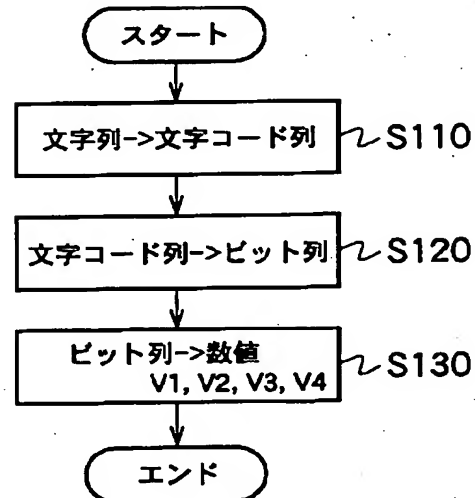 スタート
文字列->文字コード列
S110
文字コード列->ビット列
S120
ビット列->数値
V1, V2, V3, V4
S130
エンド